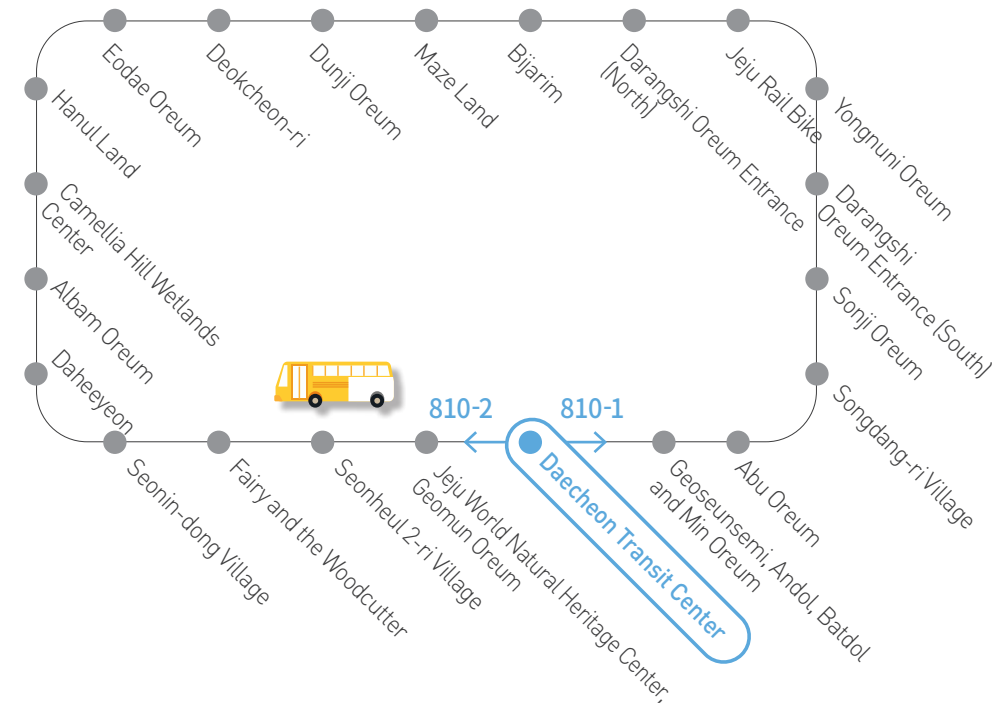 Eodae Oreum
Deokcheon-ri
Dunji Oreum
Maze Land
Bijarim
Darangshi Oreum Entrance
(North)
Jeju Rail Bike
Yongnuni Oreum
Darangshi
Oreum Entrance (South)
Sonji Oreum
Songdang-ri Village
Hanul Land
Camellia Hill Wetlands
Center
Albam Oreum
Daheeyeon
810-2
810-1
Seonin-dong Village
Fairy and the Woodcutter
Seonheul 2-ri Village
Jeju World Natural Heritage Center,
Geomun Oreum
Daecheon Transit Center
Geoseunsemi, Andol, Batdol
and Min Oreum
Abu Oreum